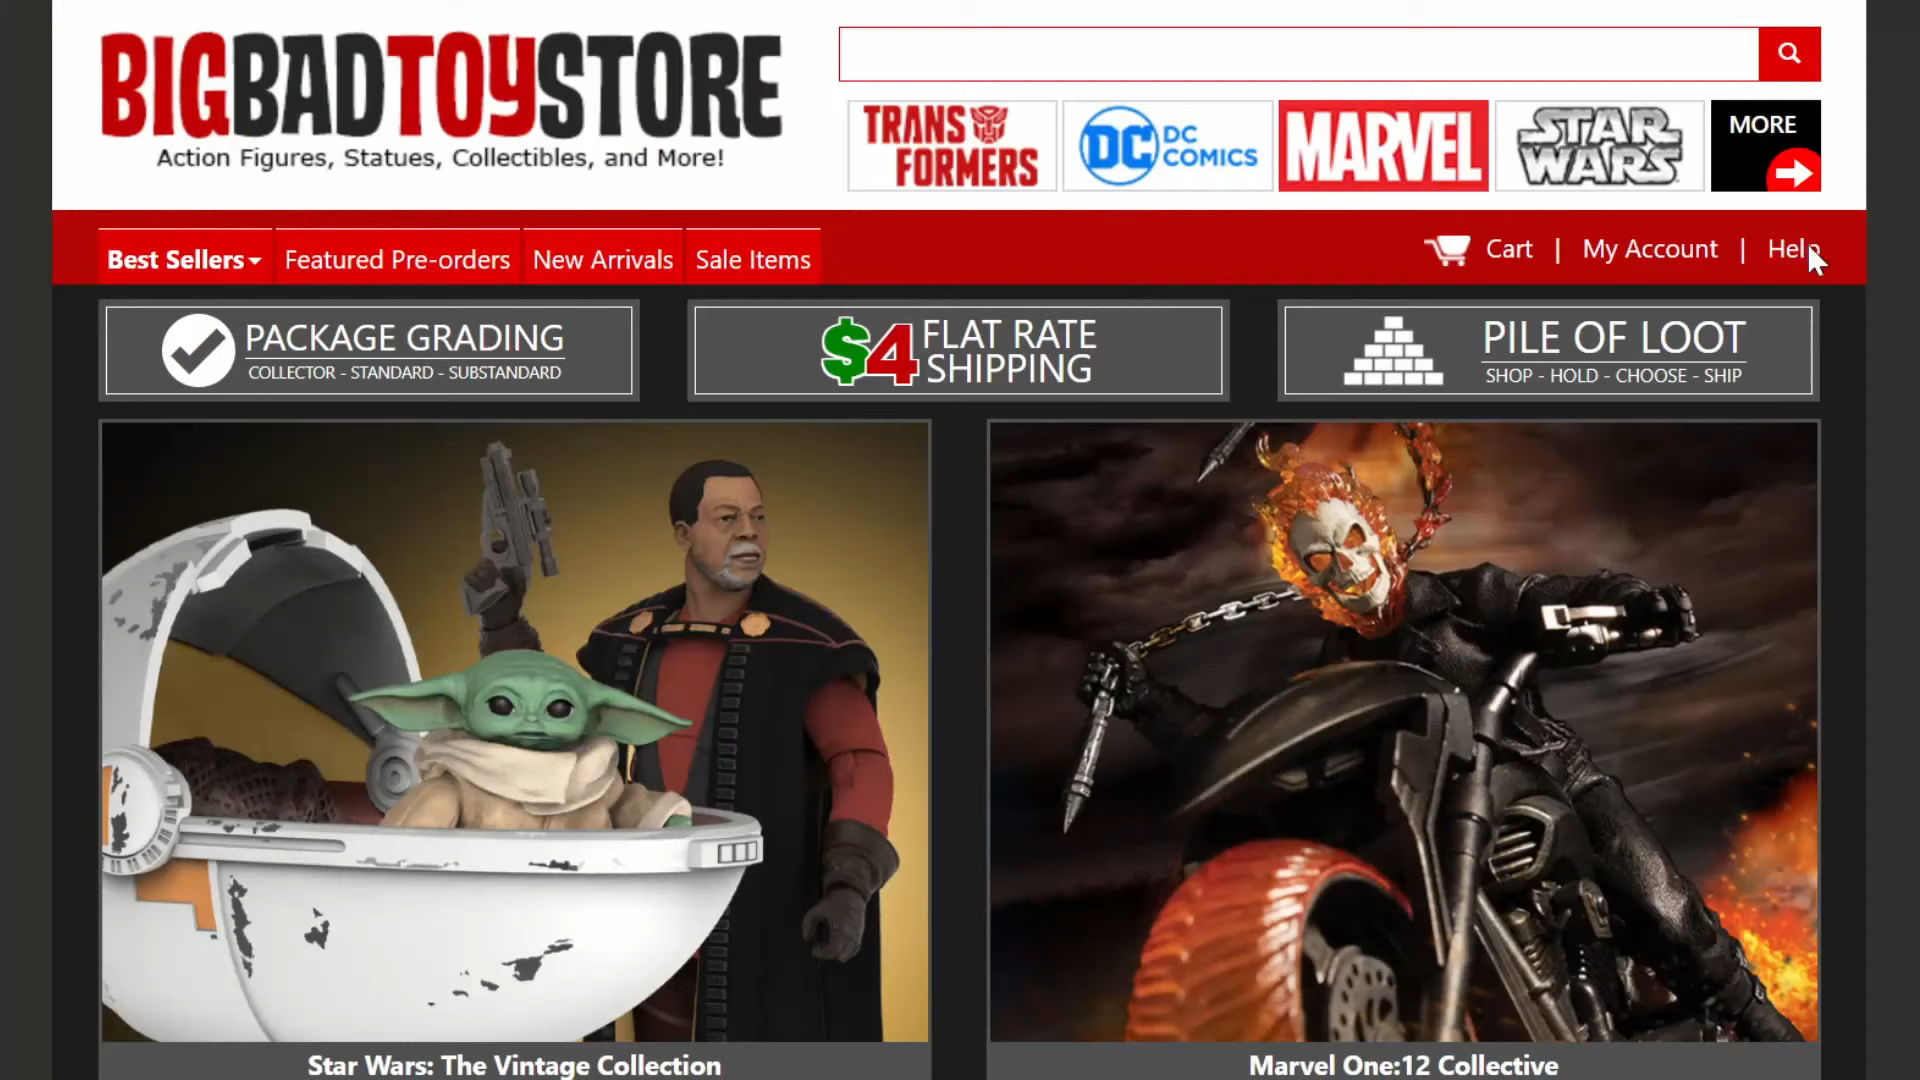 BIGBADTOYSTORE
Action Figures, Statues, Collectibles, and More!
TRANSFORMERS
DC DC COMICS
MARVEL
STAR WARS
MORE
Best Sellers
Featured Pre-orders
New Arrivals
Sale Items
Cart | My Account | Help
PACKAGE GRADING
COLLECTOR - STANDARD - SUBSTANDARD
$4 FLAT RATE
SHIPPING
PILE OF LOOT
SHOP - HOLD - CHOOSE - SHIP
Star Wars: The Vintage Collection
Marvel One:12 Collective